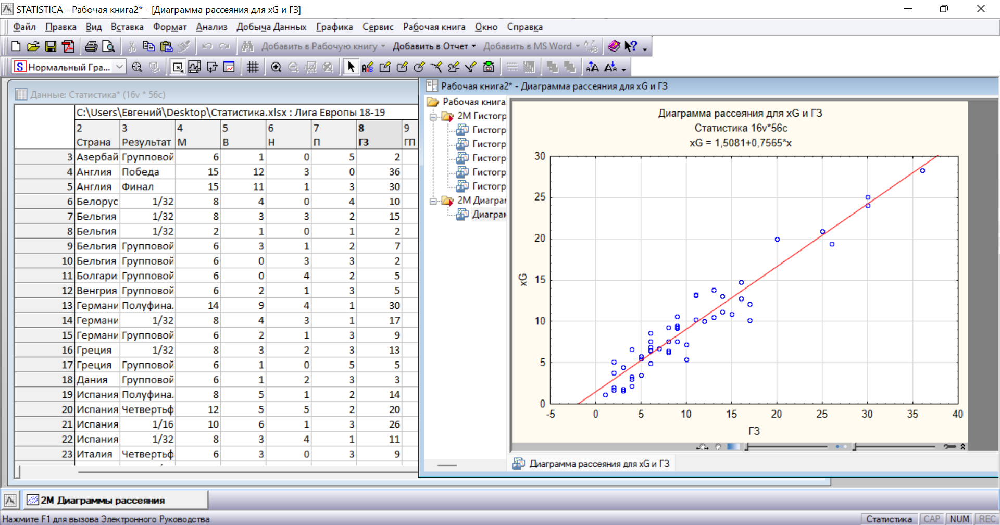 STATISTICA - Рабочая книга2* - [Диаграмма рассеяния для xG и ГЗ]
Файл Правка Вид Вставка Формат Анализ Добыча Данных Графика Сервис Рабочая книга Окно Справка
Добавить в Рабочую книгу Добавить в Отчет Добавить в MS Word
S Нормальный Гра...
Данные: Статистика* (16v * 56c)
C:\Users\Евгений\Desktop\Статистика.xlsx : Лига Европы 18-19
2 3 4 5 6 7 8 9
Страна Результат М В Н П ГЗ ГП
3 Азербай Групповой 6 1 0 5 2
4 Англия Победа 15 12 3 0 36
5 Англия Финал 15 11 1 3 30
6 Белорус 1/32 8 4 0 4 10
7 Бельгия 1/32 8 3 3 2 15
8 Бельгия 1/32 2 1 0 1 2
9 Бельгия Групповой 6 3 1 2 7
10 Бельгия Групповой 6 0 3 3 2
11 Болгари Групповой 6 0 4 2 5
12 Венгрия Групповой 6 2 1 3 5
13 Германи Полуфина. 14 9 4 1 30
14 Германи 1/32 8 4 3 1 17
15 Германи Групповой 6 2 1 3 9
16 Греция 1/32 8 3 2 3 13
17 Греция Групповой 6 1 0 5 5
18 Дания Групповой 6 1 2 3 3
19 Испания Полуфина. 8 5 1 2 14
20 Испания Четвертьф 12 5 5 2 20
21 Испания 1/16 10 6 1 3 26
22 Испания 1/32 8 3 4 1 11
23 Италия Четвертьф 6 3 0 3 9
Рабочая книга2* - Диаграмма рассеяния для xG и ГЗ
Рабочая книга
2М Гистогр
Гистогр
Гистогр
Гистогр
Гистогр
Гистогр
2М Диаграм
Диаграм
Диаграмма рассеяния для xG и ГЗ
Статистика 16v*56c
xG = 1,5081+0,7565*x
30
25
20
15
10
5
0
xG
-5 0 5 10 15 20 25 30 35 40
ГЗ
Диаграмма рассеяния для xG и ГЗ
2М Диаграммы рассеяния
Нажмите F1 для вызова Электронного Руководства
Статистика CAP NUM REC